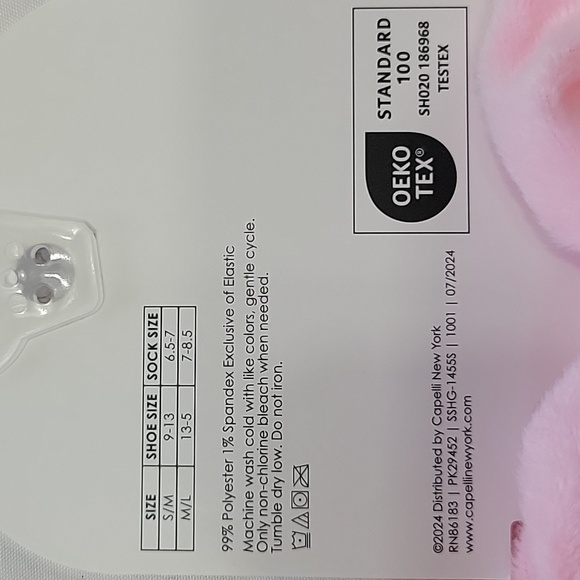 SIZE SHOE SIZE SOCK SIZE
S/M 9-13 6.5-7
M/L 13-5 7-8.5
99% Polyester 1% Spandex Exclusive of Elastic
Machine wash cold with like colors, gentle cycle.
Only non-chlorine bleach when needed.
Tumble dry low. Do not iron.
©2024 Distributed by Capelli New York
RN86183 | PK29452 | SSHG-1455S | 1001 | 07/2024
www.capellinewyork.com
OEKO
TEX®
STANDARD
100
SH020 186968
TESTEX